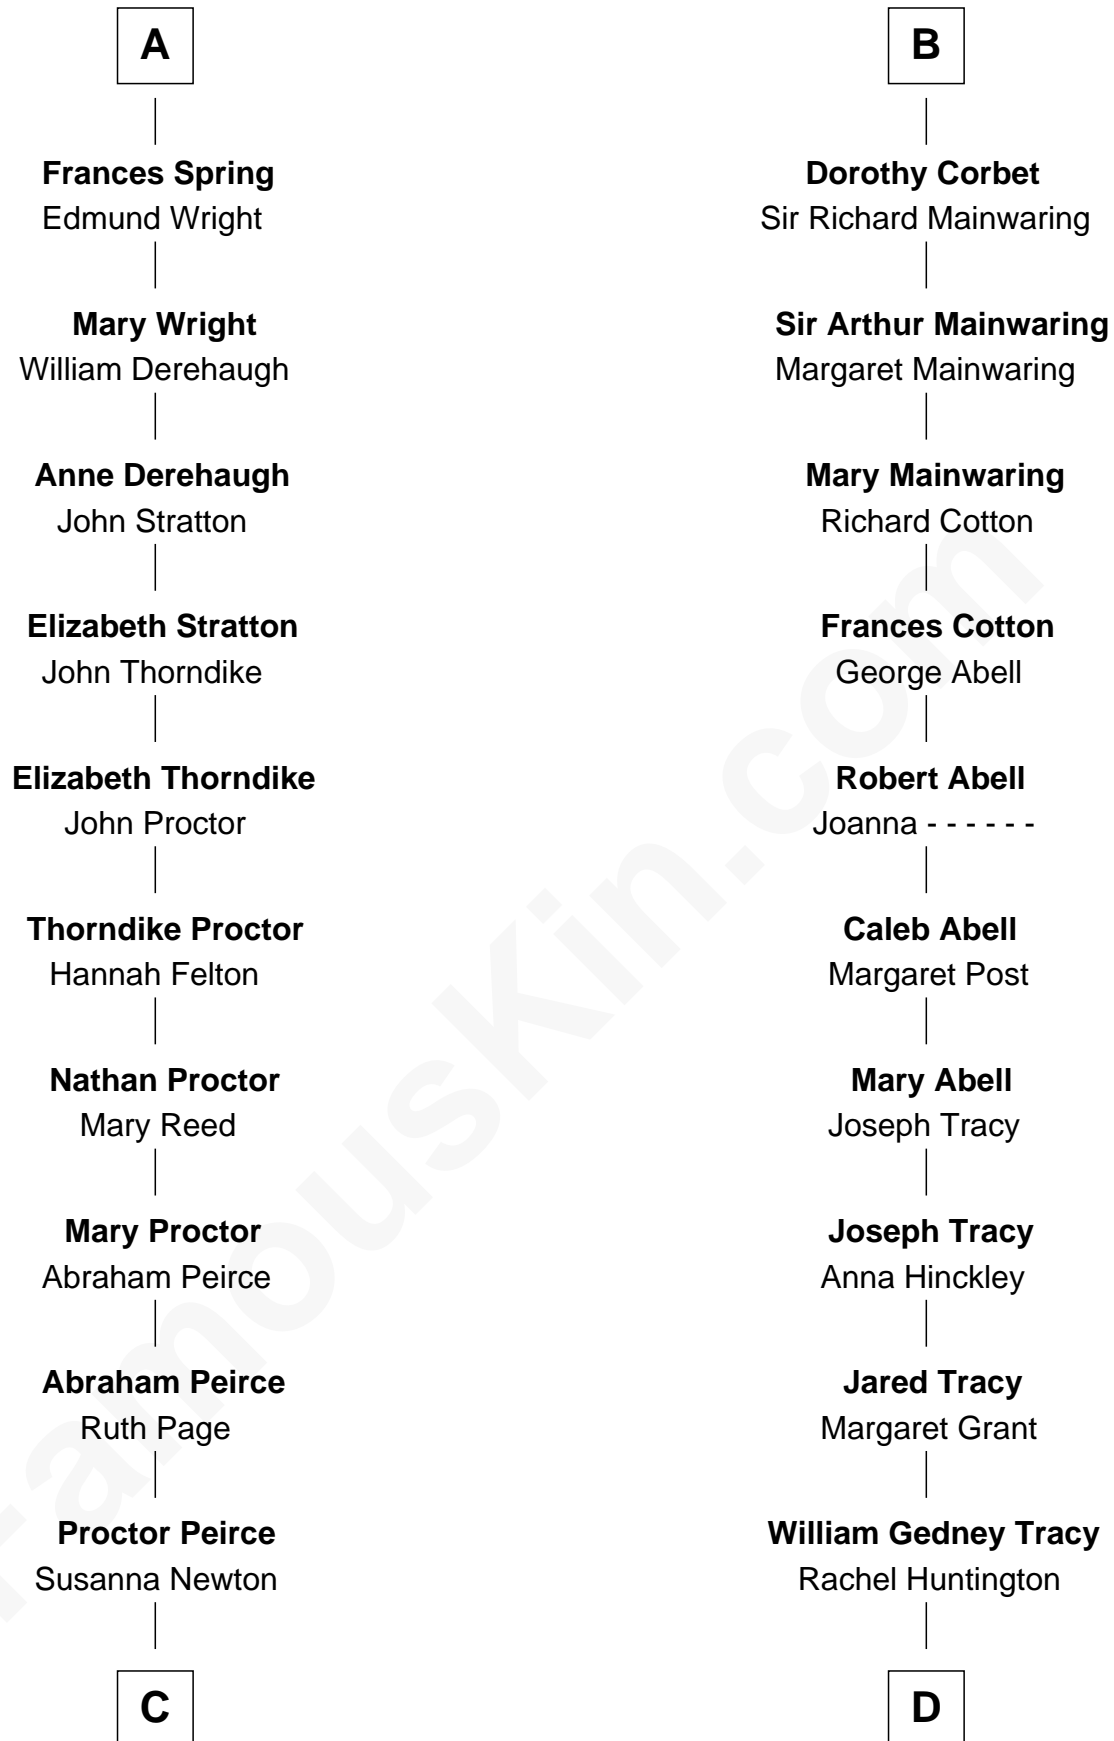 A
Frances Spring
Edmund Wright
Mary Wright
William Derehaugh
Anne Derehaugh
John Stratton
Elizabeth Stratton
John Thorndike
Elizabeth Thorndike
John Proctor
Thorndike Proctor
Hannah Felton
Nathan Proctor
Mary Reed
Mary Proctor
Abraham Peirce
Abraham Peirce
Ruth Page
Proctor Peirce
Susanna Newton
C
B
Dorothy Corbet
Sir Richard Mainwaring
Sir Arthur Mainwaring
Margaret Mainwaring
Mary Mainwaring
Richard Cotton
Frances Cotton
George Abell
Robert Abell
Joanna - - - - - -
Caleb Abell
Margaret Post
Mary Abell
Joseph Tracy
Joseph Tracy
Anna Hinckley
Jared Tracy
Margaret Grant
William Gedney Tracy
Rachel Huntington
D
FamousKin.com